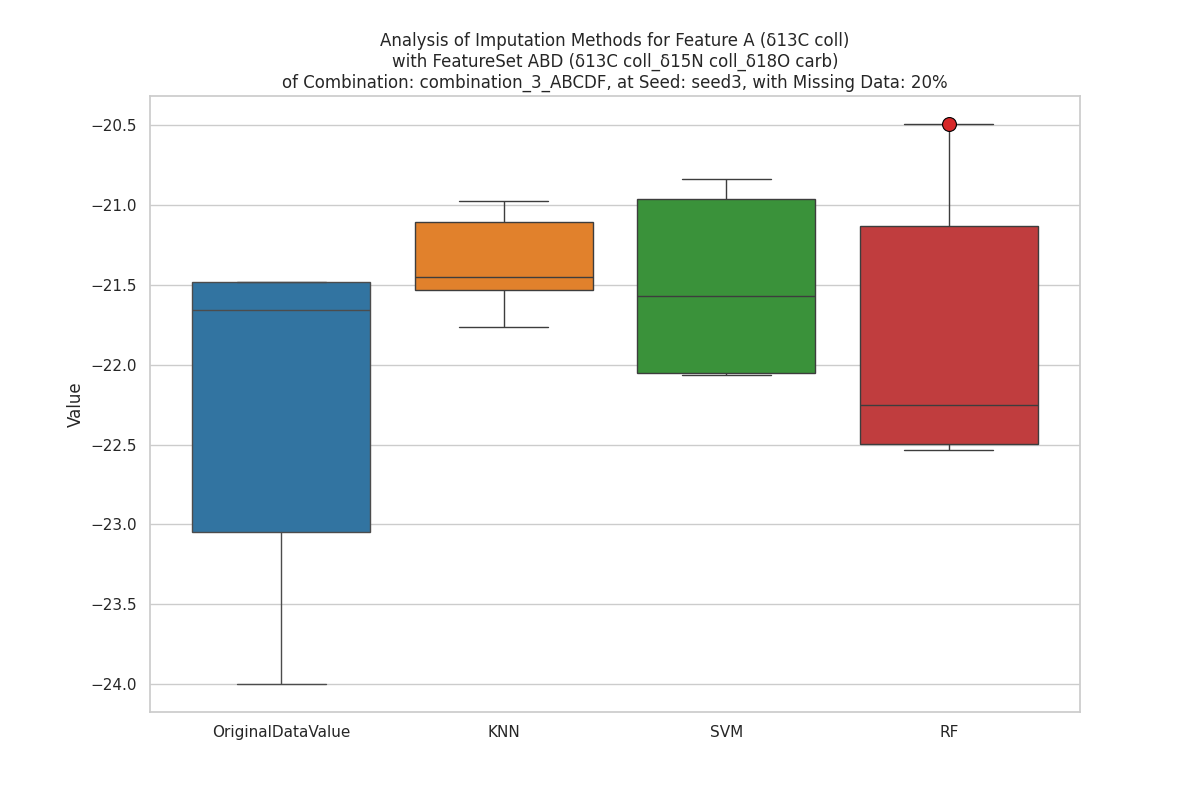 Analysis of Imputation Methods for Feature A (δ13C coll)
with FeatureSet ABD (δ13C coll_δ15N coll_δ18O carb)
of Combination: combination_3_ABCDF, at Seed: seed3, with Missing Data: 20%
−20.5
−21.0
−21.5
−22.0
−22.5
−23.0
−23.5
−24.0
Value
OriginalDataValue
KNN
SVM
RF